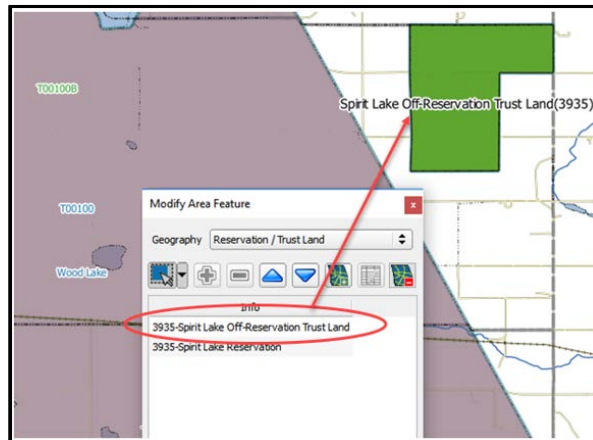 T00100B
Spirit Lake Off-Reservation Trust Land(3935)
T00100
Wood Lake
Modify Area Feature
x
Geography
Reservation / Trust Land
Info
3935-Spirit Lake Off-Reservation Trust Land
3935-Spirit Lake Reservation